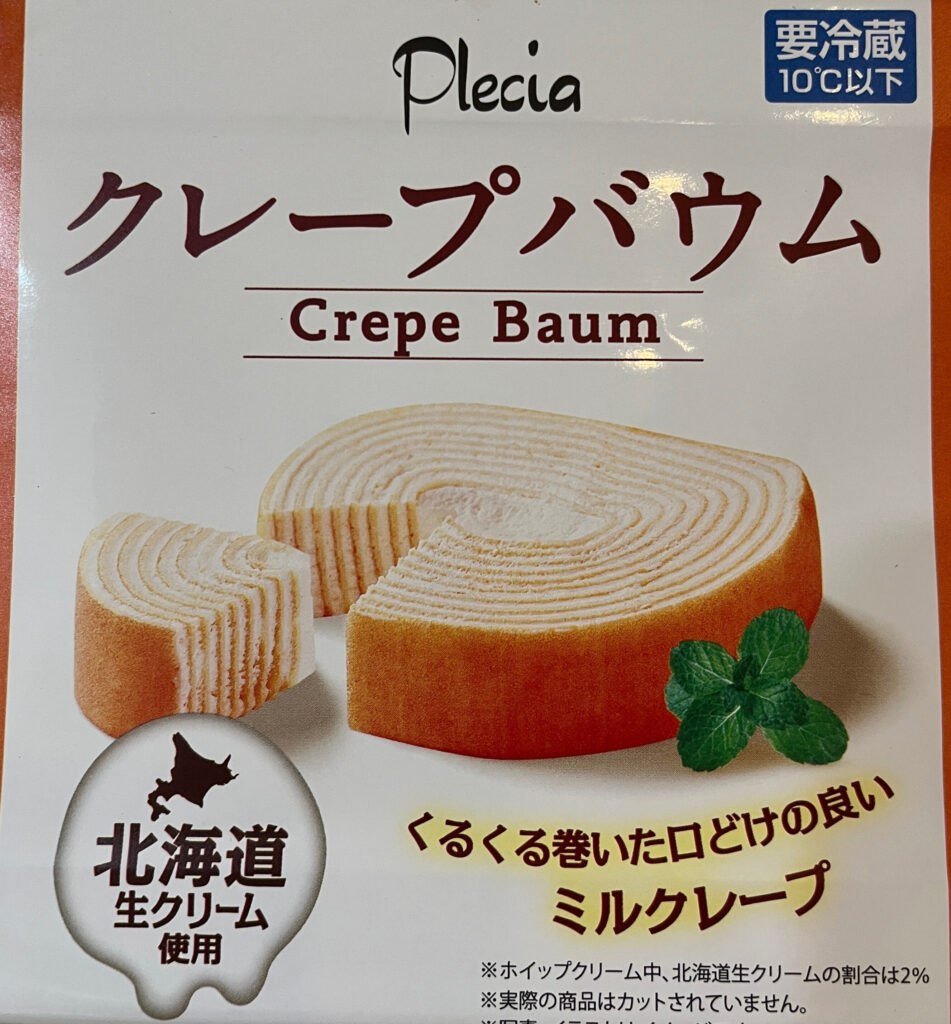 Plecia
要冷蔵
10℃以下
クレープバウム
Crepe Baum
くるくる巻いた口どけの良い
ミルクレープ
北海道
生クリーム
使用
※ホイップクリーム中、北海道生クリームの割合は2%
※実際の商品はカットされていません。